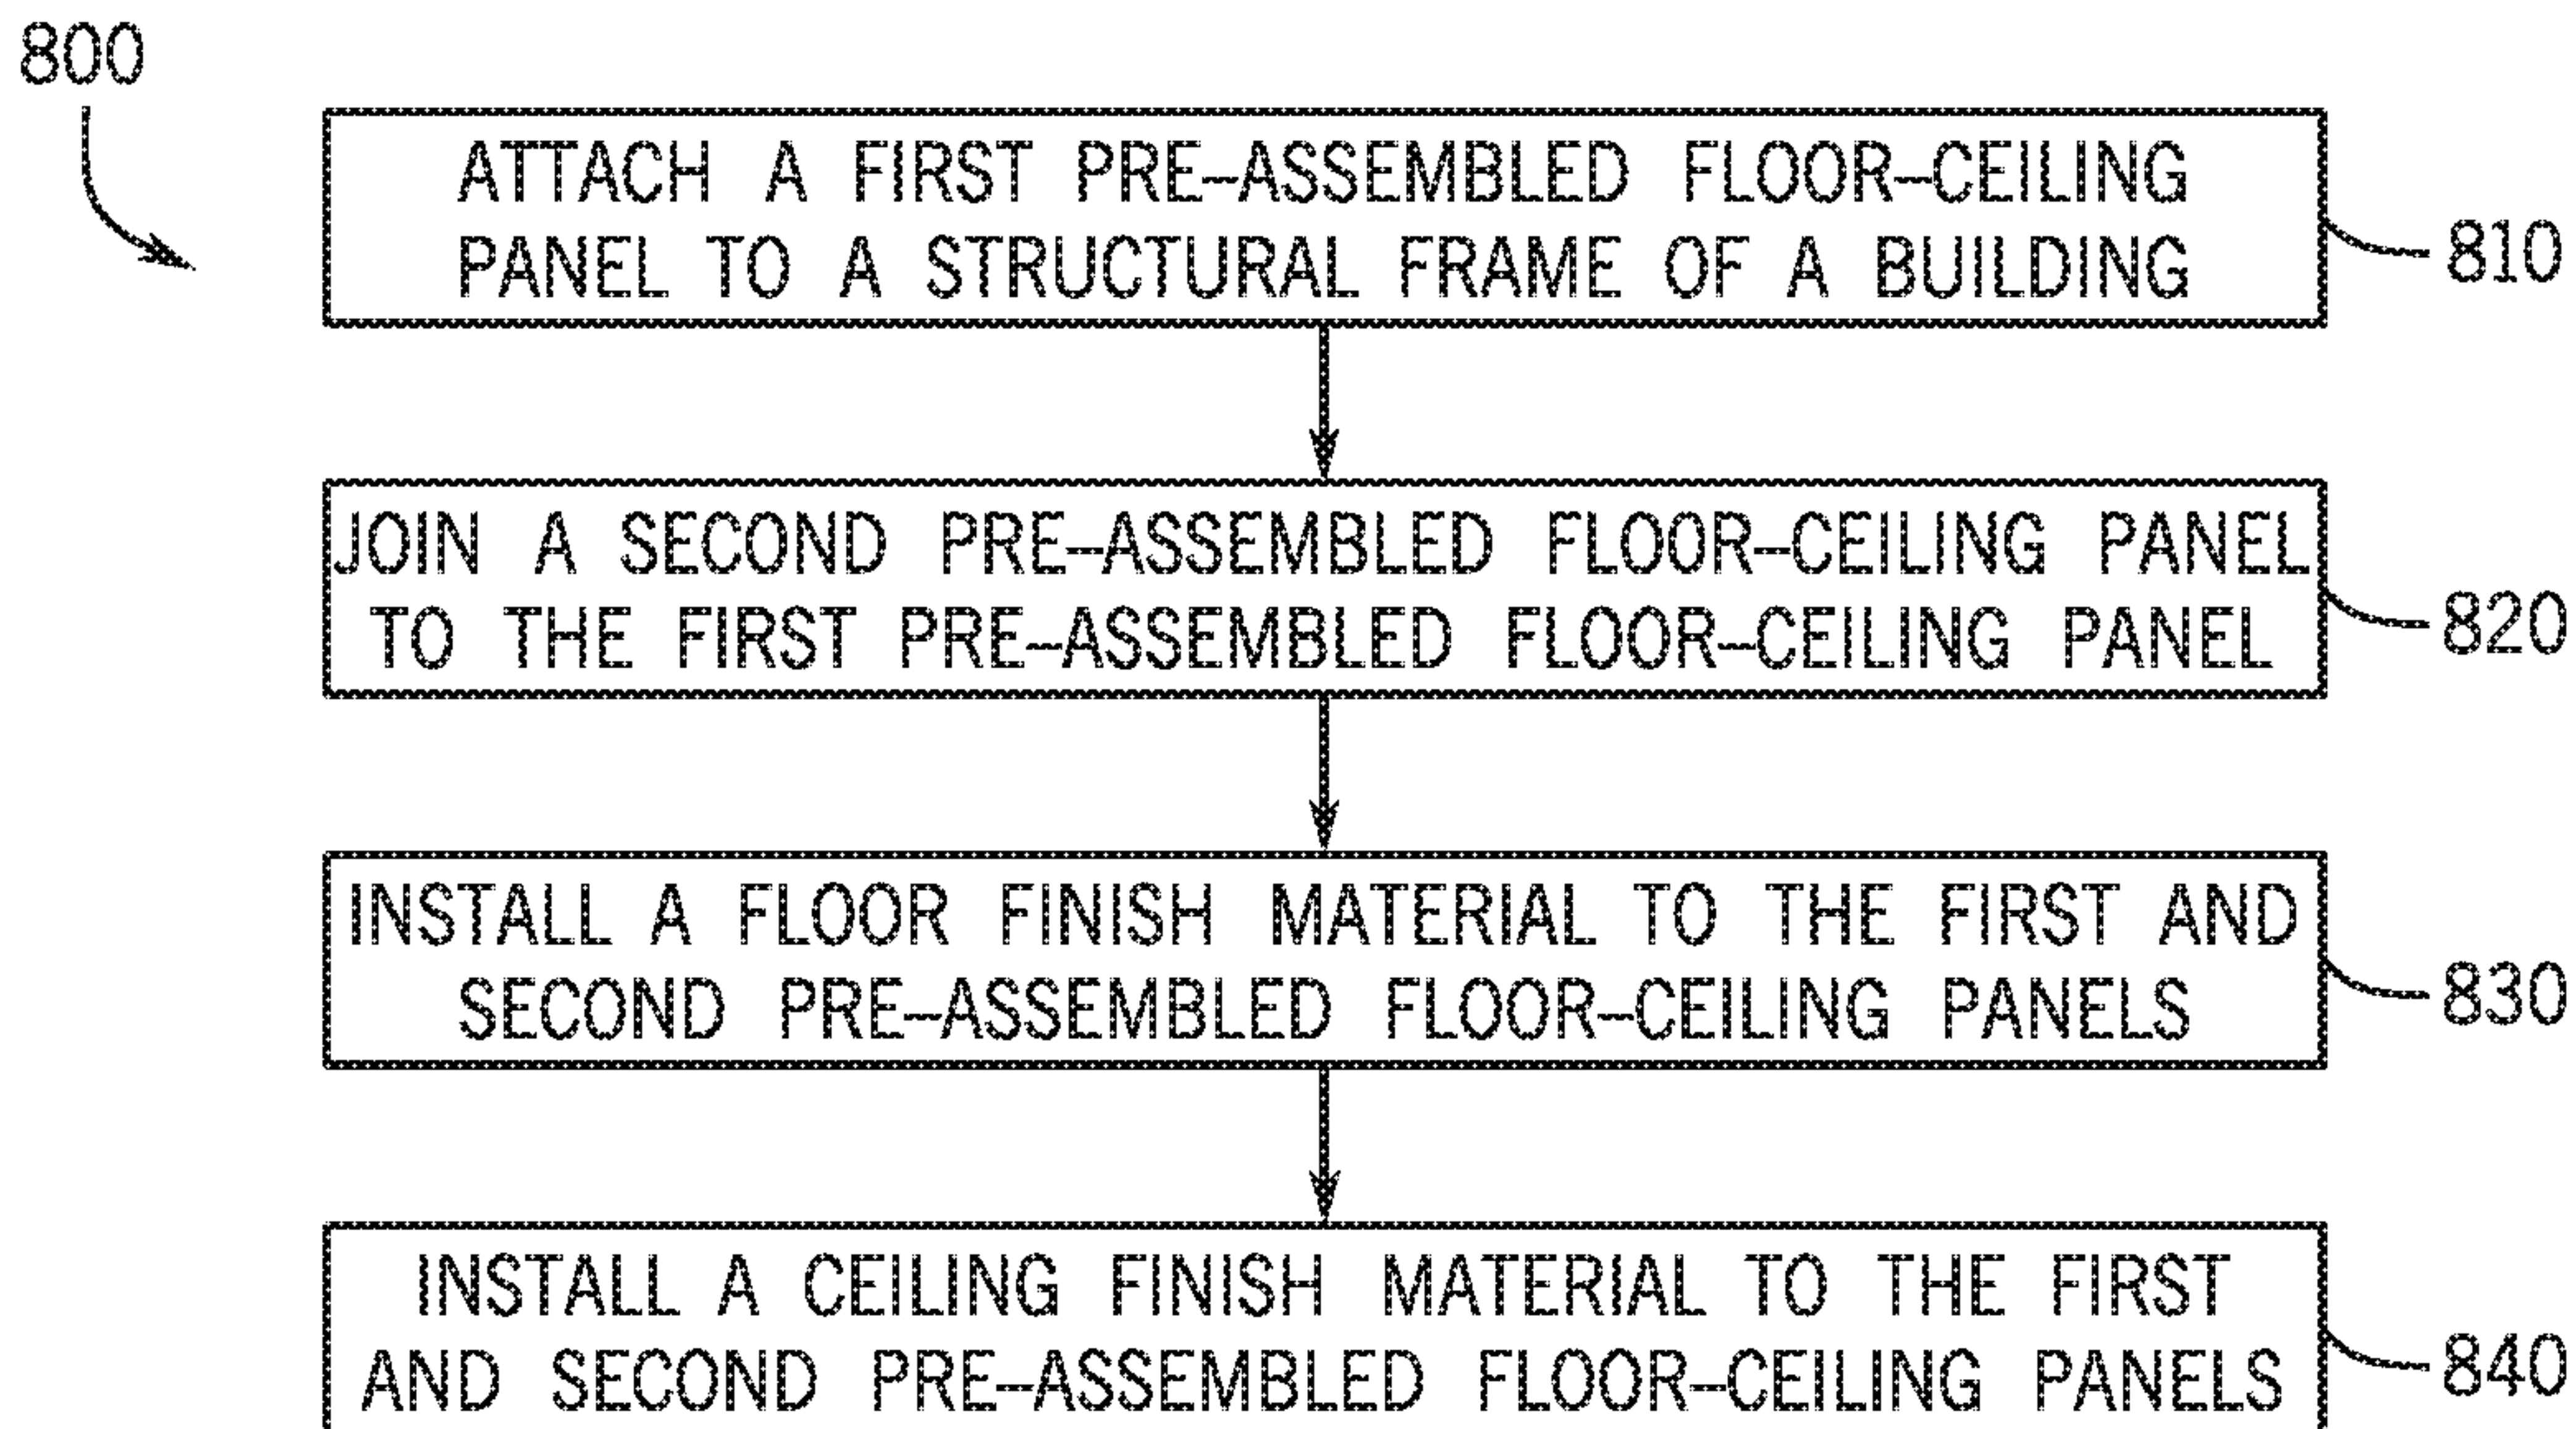 800
ATTACH A FIRST PRE-ASSEMBLED FLOOR-CEILING
PANEL TO A STRUCTURAL FRAME OF A BUILDING
810
JOIN A SECOND PRE-ASSEMBLED FLOOR-CEILING PANEL
TO THE FIRST PRE-ASSEMBLED FLOOR-CEILING PANEL
820
INSTALL A FLOOR FINISH MATERIAL TO THE FIRST AND
SECOND PRE-ASSEMBLED FLOOR-CEILING PANELS
830
INSTALL A CEILING FINISH MATERIAL TO THE FIRST
AND SECOND PRE-ASSEMBLED FLOOR-CEILING PANELS
840